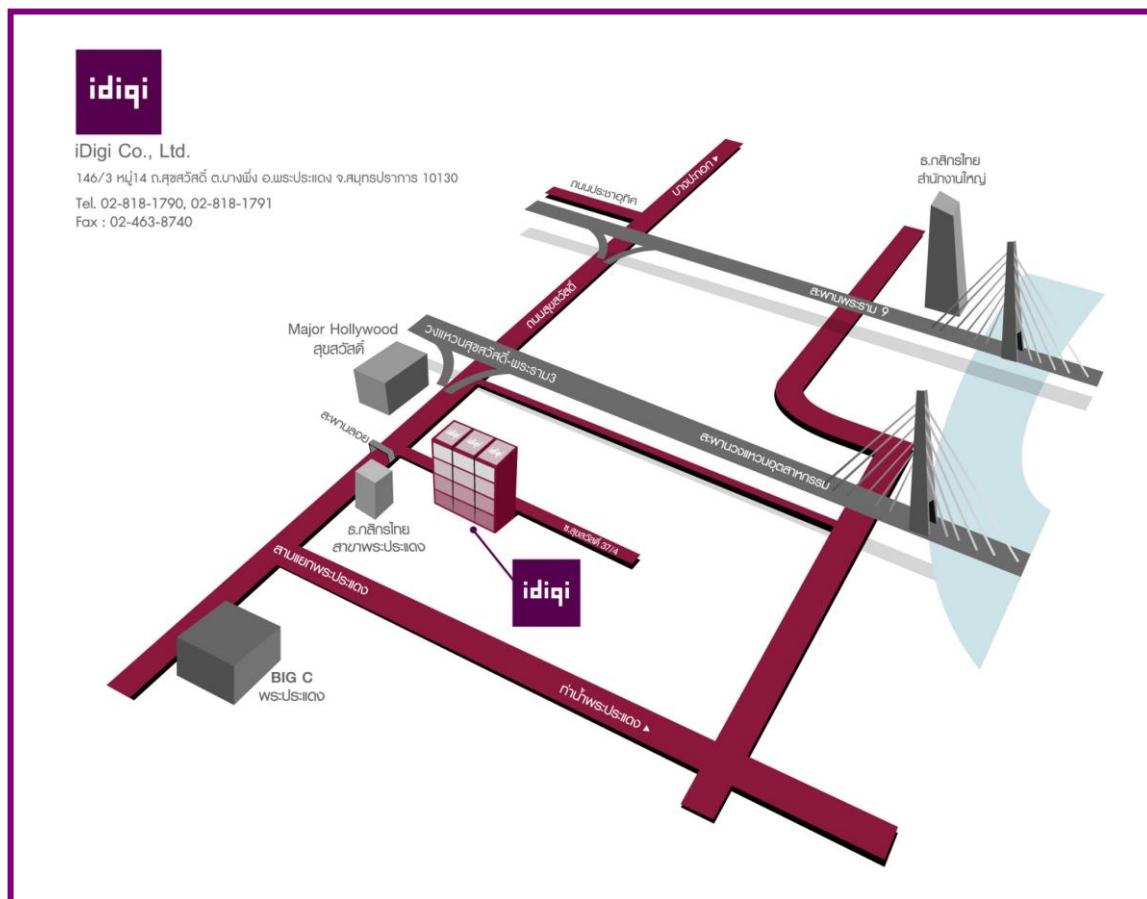 idiqi
iDigi Co., Ltd.
146/3 หมู่14 ถ.สุขสวัสดิ์ ต.บางพึ่ง อ.พระประแดง จ.สมุทรปราการ 10130
Tel. 02-818-1790, 02-818-1791
Fax : 02-463-8740
ธ.กสิกรไทย
สำนักงานใหญ่
บางปะกอก
ถนนประชาอุทิศ
สะพานพระราม 9
ถนนสุขสวัสดิ์
Major Hollywood
สุขสวัสดิ์
วงแหวนสุขสวัสดิ์-พระราม3
สะพานวงแหวนอุตสาหกรรม
สะพานลอย
idiqi idiqi idiqi
ธ.กสิกรไทย
สาขาพระประแดง
ซ.สุขสวัสดิ์ 37/4
สามแยกพระประแดง
idiqi
BIG C
พระประแดง
ท่าน้ำพระประแดง